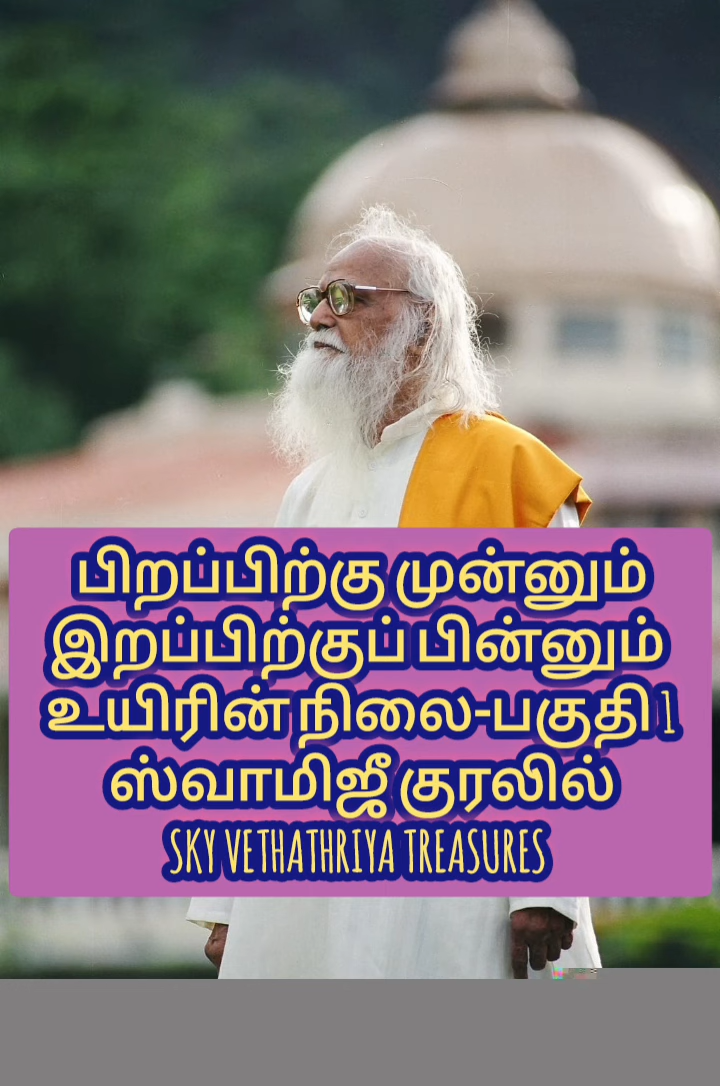 பிறப்பிற்கு முன்னும்
இறப்பிற்குப் பின்னும்
உயிரின் நிலை-பகுதி 1
ஸ்வாமிஜீ குரலில்
SKY VETHATHRIYA TREASURES